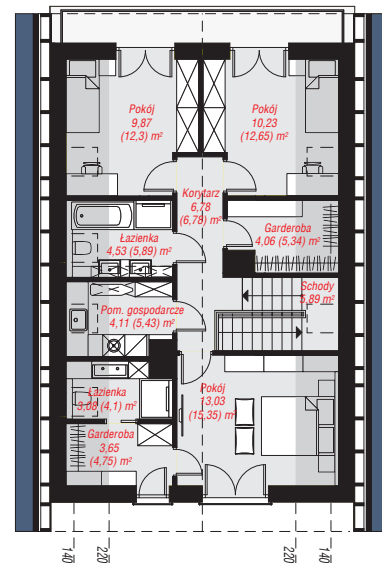 Pokój
9,87
(12,3) m²
Pokój
10,23
(12,65) m²
Korytarz
6,78
(6,78) m²
Garderoba
4,06 (5,34) m²
Łazienka
4,53 (5,89) m²
Schody
5,89 m²
Pom. gospodarcze
4,11 (5,43) m²
Łazienka
3,08 (4,1) m²
Pokój
13,03
(15,35) m²
Garderoba
3,65
(4,75) m²
140
220
220
140